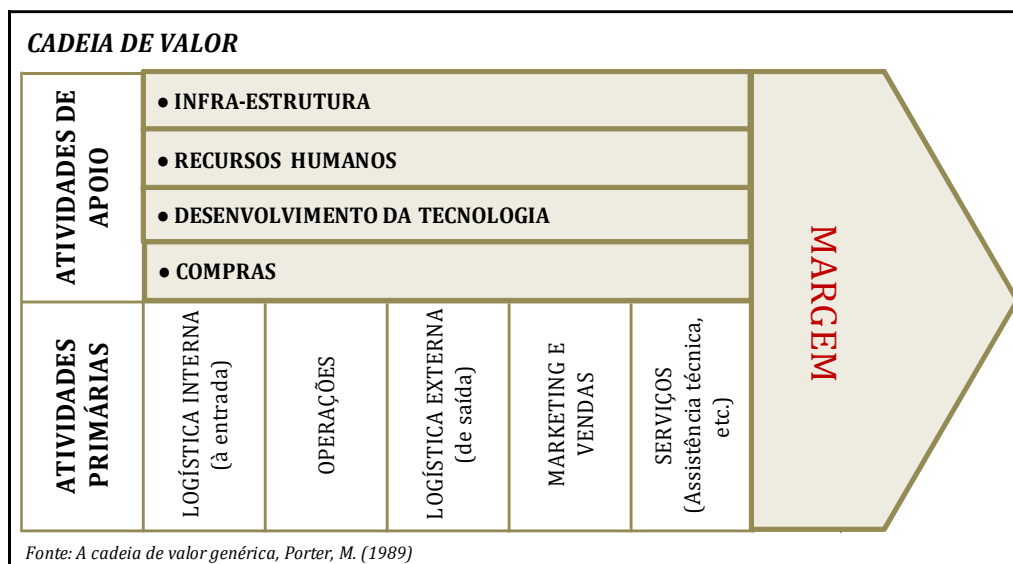 CADEIA DE VALOR
ATIVIDADES DE
APOIO
● INFRA-ESTRUTURA
● RECURSOS HUMANOS
● DESENVOLVIMENTO DA TECNOLOGIA
● COMPRAS
MARGEM
ATIVIDADES
PRIMÁRIAS
LOGÍSTICA INTERNA
(à entrada)
OPERAÇÕES
LOGÍSTICA EXTERNA
(de saída)
MARKETING E
VENDAS
SERVIÇOS
(Assistência técnica,
etc.)
Fonte: A cadeia de valor genérica, Porter, M. (1989)